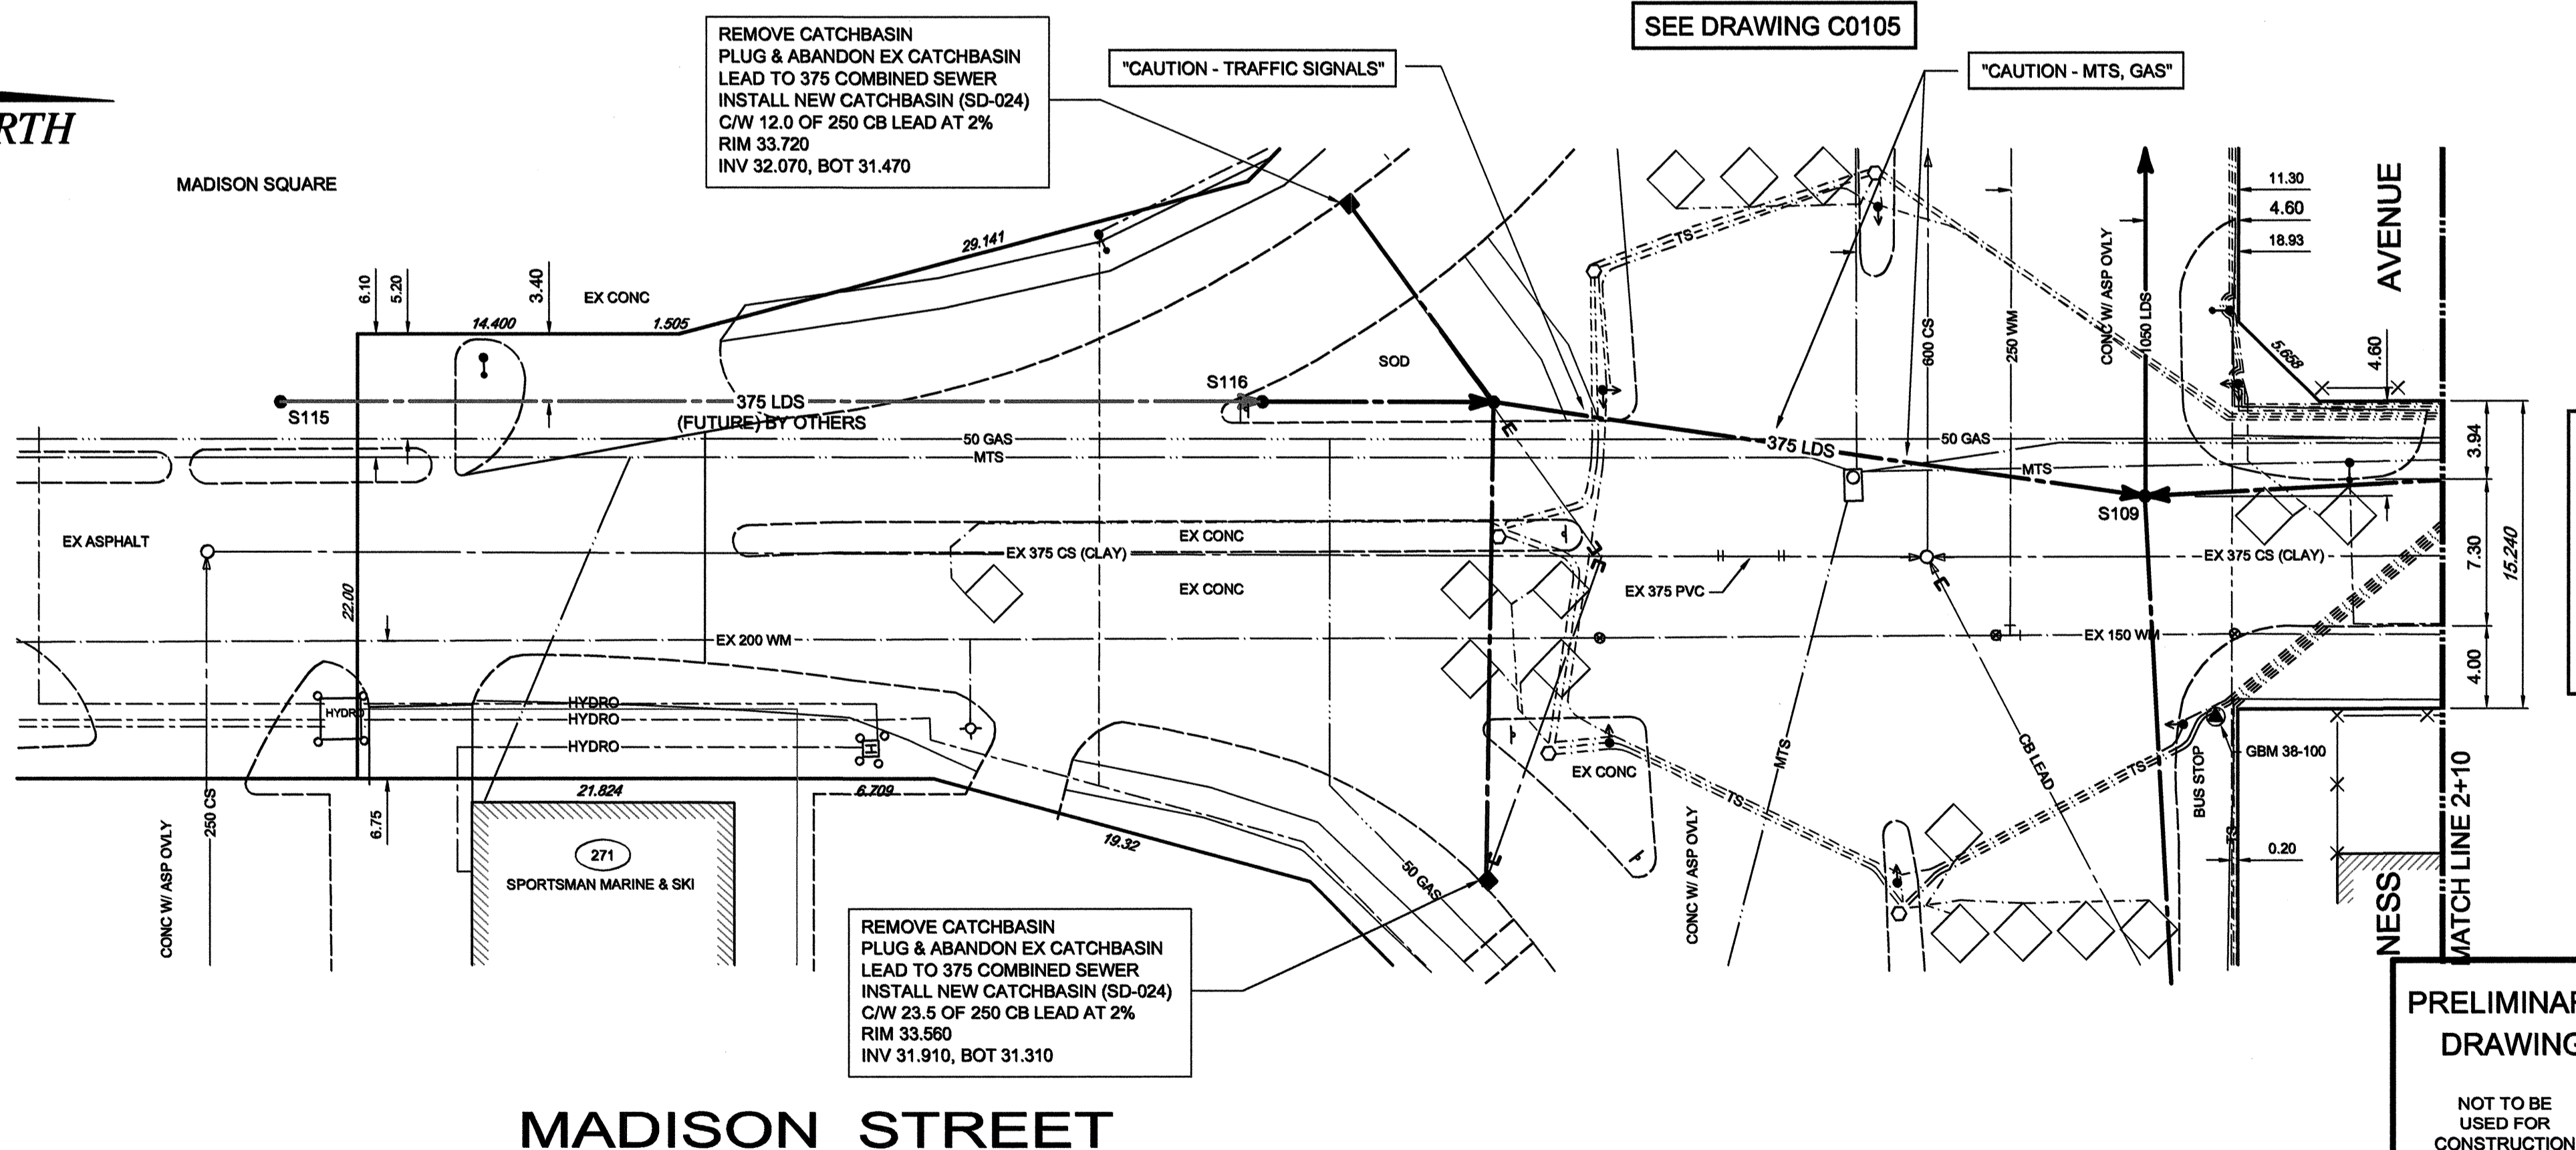 SEE DRAWING C0105
REMOVE CATCHBASIN
PLUG & ABANDON EX CATCHBASIN
LEAD TO 375 COMBINED SEWER
INSTALL NEW CATCHBASIN (SD-024)
C/W 12.0 OF 250 CB LEAD AT 2%
RIM 33.720
INV 32.070, BOT 31.470
"CAUTION - TRAFFIC SIGNALS"
"CAUTION - MTS, GAS"
RTH
MADISON SQUARE
11.30
4.60
18.93
AVENUE
29.141
TS
6.10
5.20
3.40
EX CONC
14.400
1.505
600 CS
250 WM
CONC W/ ASP OVLY
1050 LDS
5.658
4.60
SOD
S116
S115
375 LDS
(FUTURE) BY OTHERS
50 GAS
MTS
375 LDS
50 GAS
MTS
3.94
S109
EX ASPHALT
EX CONC
EX 375 CS (CLAY)
EX CONC
E
E
E
EX 375 PVC
E
EX 375 CS (CLAY)
7.30
15.240
22.00
EX 200 WM
EX 150 WM
4.00
HYDRO
HYDRO
HYDRO
HYDRO
H
MTS
CB LEAD
TS
TS
BUS STOP
GBM 38-100
EX CONC
250 CS
CONC W/ ASP OVLY
6.75
21.824
6.709
19.32
271
SPORTSMAN MARINE & SKI
50 GAS
E
CONC W/ ASP OVLY
TS
0.20
NESS
MATCH LINE 2+10
REMOVE CATCHBASIN
PLUG & ABANDON EX CATCHBASIN
LEAD TO 375 COMBINED SEWER
INSTALL NEW CATCHBASIN (SD-024)
C/W 23.5 OF 250 CB LEAD AT 2%
RIM 33.560
INV 31.910, BOT 31.310
PRELIMINAR
DRAWING
NOT TO BE
USED FOR
CONSTRUCTION
MADISON STREET